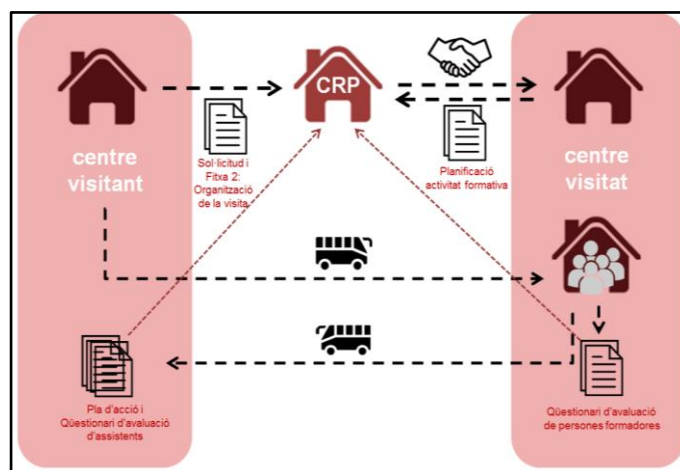 CRP
centre
visitant
Sol·licitud i
Fitxa 2:
Organització
de la visita
Planificació
activitat formativa
centre
visitat
Pla d'acció i
Qüestionari d'avaluació
d'assistents
Qüestionari d'avaluació
de persones formadores